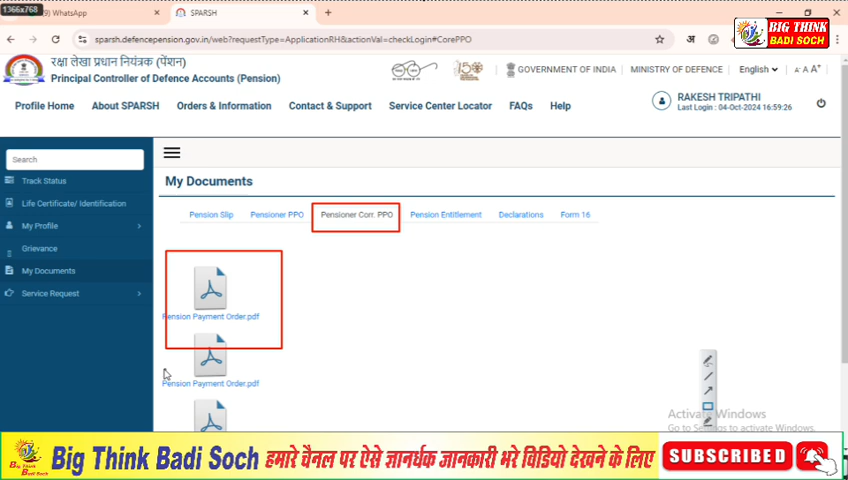 1366x768
9) WhatsApp
SPARSH
sparsh.defencepension.gov.in/web?requestType=ApplicationRH&actionVal=checkLogin#CorePPO
BIG THINK
BADI SOCH
रक्षा लेखा प्रधान नियंत्रक (पेंशन)
Principal Controller of Defence Accounts (Pension)
GOVERNMENT OF INDIA
MINISTRY OF DEFENCE
English
A- A A+
Profile Home
About SPARSH
Orders & Information
Contact & Support
Service Center Locator
FAQs
Help
RAKESH TRIPATHI
Last Login : 04-Oct-2024 16:59:26
Search
Track Status
Life Certificate/ Identification
My Profile
Grievance
My Documents
Service Request
My Documents
Pension Slip
Pensioner PPO
Pensioner Corr. PPO
Pension Entitlement
Declarations
Form 16
Pension Payment Order.pdf
Pension Payment Order.pdf
Activate Windows
Go to Settings to activate Windows.
Big Think Badi Soch हमारे चैनल पर ऐसे ज्ञानर्धक जानकारी भरे विडियो देखने के लिए
SUBSCRIBED
Big Think
Badi Soch